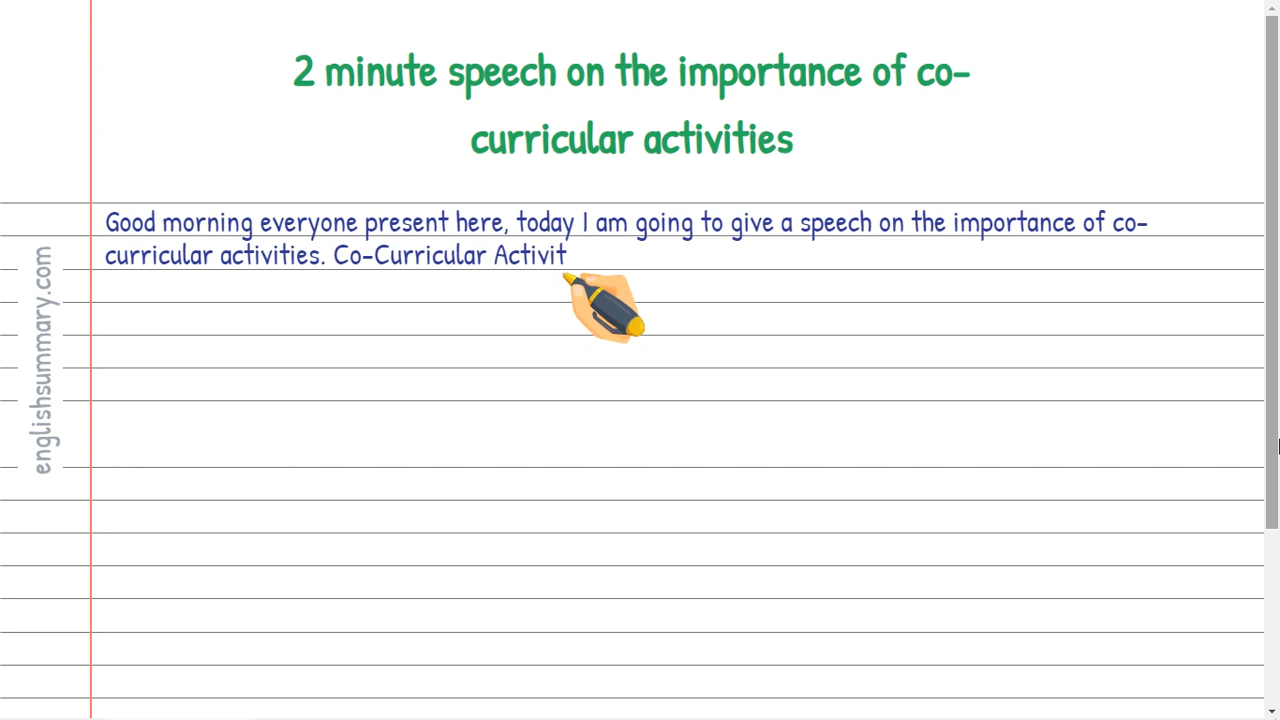 2 minute speech on the importance of co-
curricular activities
Good morning everyone present here, today I am going to give a speech on the importance of co-
curricular activities. Co-Curricular Activit
englishsummary.com